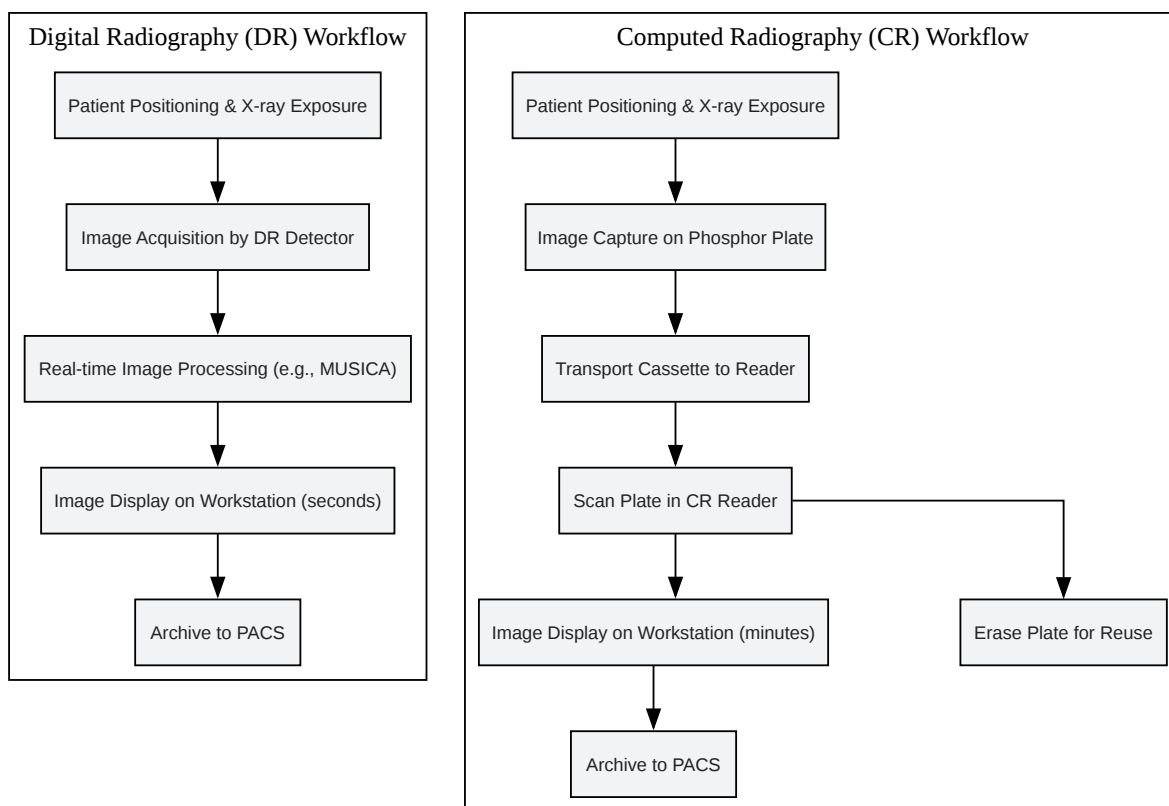 Digital Radiography (DR) Workflow
Patient Positioning & X-ray Exposure
Image Acquisition by DR Detector
Real-time Image Processing (e.g., MUSICA)
Image Display on Workstation (seconds)
Archive to PACS
Computed Radiography (CR) Workflow
Patient Positioning & X-ray Exposure
Image Capture on Phosphor Plate
Transport Cassette to Reader
Scan Plate in CR Reader
Image Display on Workstation (minutes)
Erase Plate for Reuse
Archive to PACS